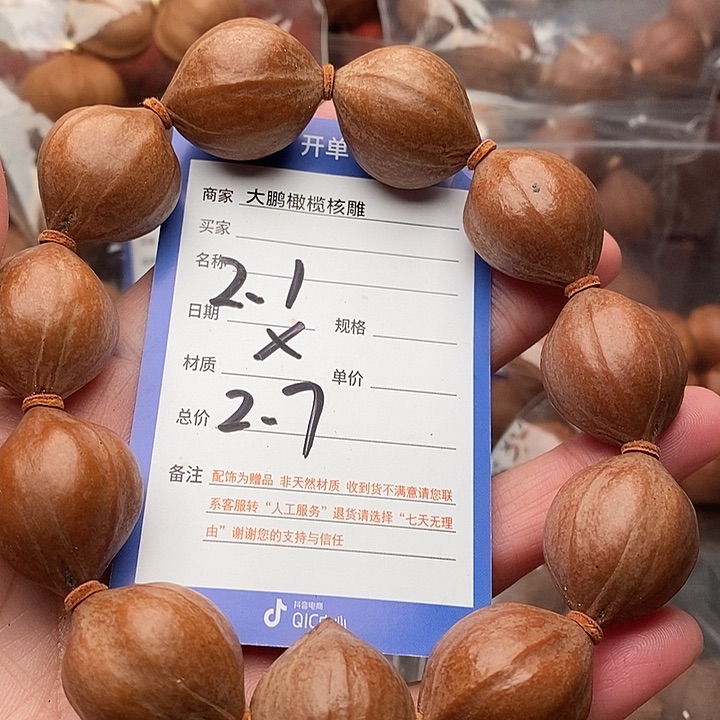 开单
商家 大鹏橄榄核雕
买家
名称
2.1
日期 规格
×
材质 单价
总价 2.7
备注 配饰为赠品 非天然材质 收到货不满意请您联
系客服转“人工服务”退货请选择“七天无理
由”谢谢您的支持与信任
抖音电商
QIC